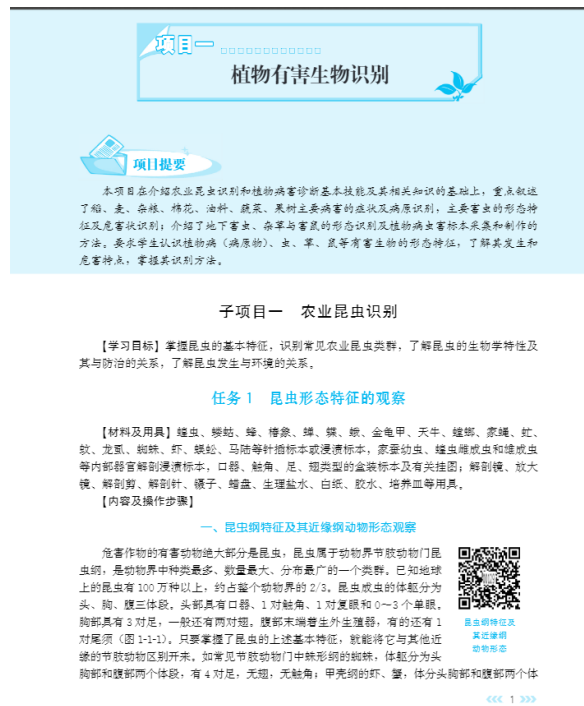 项目一
植物有害生物识别
项目提要
本项目在介绍农业昆虫识别和植物病害诊断基本技能及其相关知识的基础上，重点叙述
了稻、麦、杂粮、棉花、油料、蔬菜、果树主要病害的症状及病原识别，主要害虫的形态特
征及危害状识别；介绍了地下害虫、杂草与害鼠的形态识别及植物病虫害标本采集和制作的
方法。要求学生认识植物病（病原物）、虫、草、鼠等有害生物的形态特征，了解其发生和
危害特点，掌握其识别方法。
子项目一 农业昆虫识别
【学习目标】掌握昆虫的基本特征，识别常见农业昆虫类群，了解昆虫的生物学特性及
其与防治的关系，了解昆虫发生与环境的关系。
任务1 昆虫形态特征的观察
【材料及用具】蝗虫、蝼蛄、蜂、椿象、蝉、蝶、蛾、金龟甲、天牛、螳螂、家蝇、虻、
蚊、龙虱、蜘蛛、虾、蜈蚣、马陆等针插标本或浸渍标本，家蚕幼虫、蝗虫雌成虫和雄成虫
等内部器官解剖浸渍标本，口器、触角、足、翅类型的盒装标本及有关挂图；解剖镜、放大
镜、解剖剪、解剖针、镊子、蜡盘、生理盐水、白纸、胶水、培养皿等用具。
【内容及操作步骤】
一、昆虫纲特征及其近缘纲动物形态观察
危害作物的有害动物绝大部分是昆虫，昆虫属于动物界节肢动物门昆
虫纲，是动物界中种类最多、数量最大、分布最广的一个类群。已知地球
上的昆虫有100万种以上，约占整个动物界的2/3。昆虫成虫的体躯分为
头、胸、腹三体段。头部具有口器、1对触角、1对复眼和0～3个单眼。
胸部具有3对足，一般还有两对翅。腹部末端着生外生殖器，有的还有1
对尾须（图1-1-1）。只要掌握了昆虫的上述基本特征，就能将它与其他近
缘的节肢动物区别开来。如常见节肢动物门中蛛形纲的蜘蛛，体躯分为头
胸部和腹部两个体段，有4对足，无翅，无触角；甲壳纲的虾、蟹，体分头胸部和腹部两个体
昆虫纲特征及
其近缘纲
动物形态
<<< 1 >>>